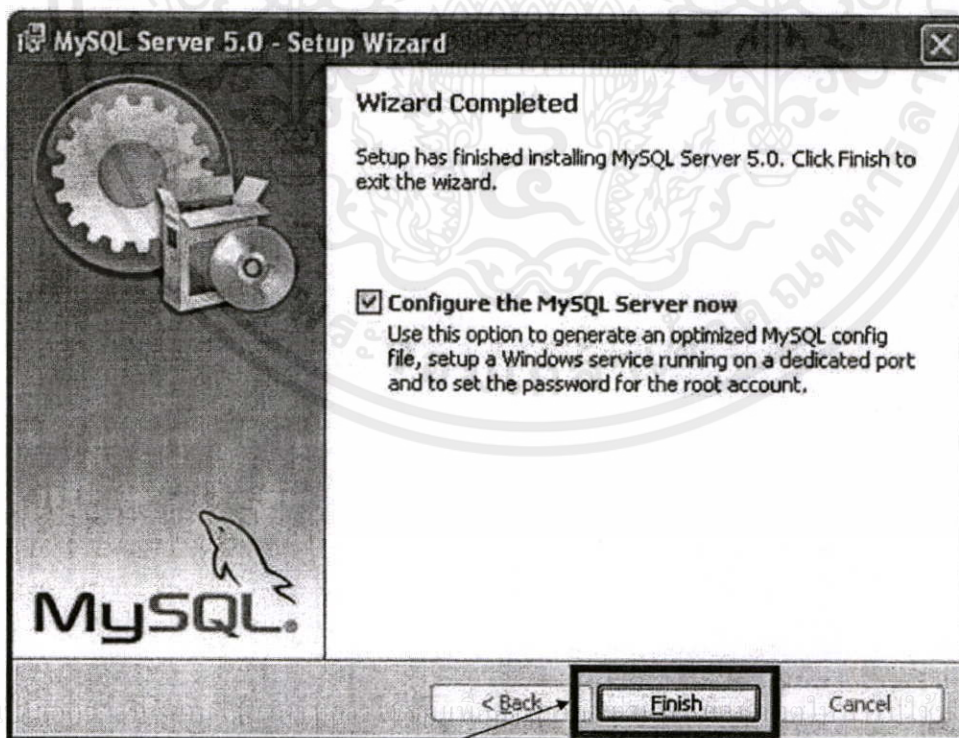 MySQL Server 5.0 - Setup Wizard
Wizard Completed
Setup has finished installing MySQL Server 5.0. Click Finish to
exit the wizard.
Configure the MySQL Server now
Use this option to generate an optimized MySQL config
file, setup a Windows service running on a dedicated port
and to set the password for the root account.
MySQL.
< Back
Finish
Cancel